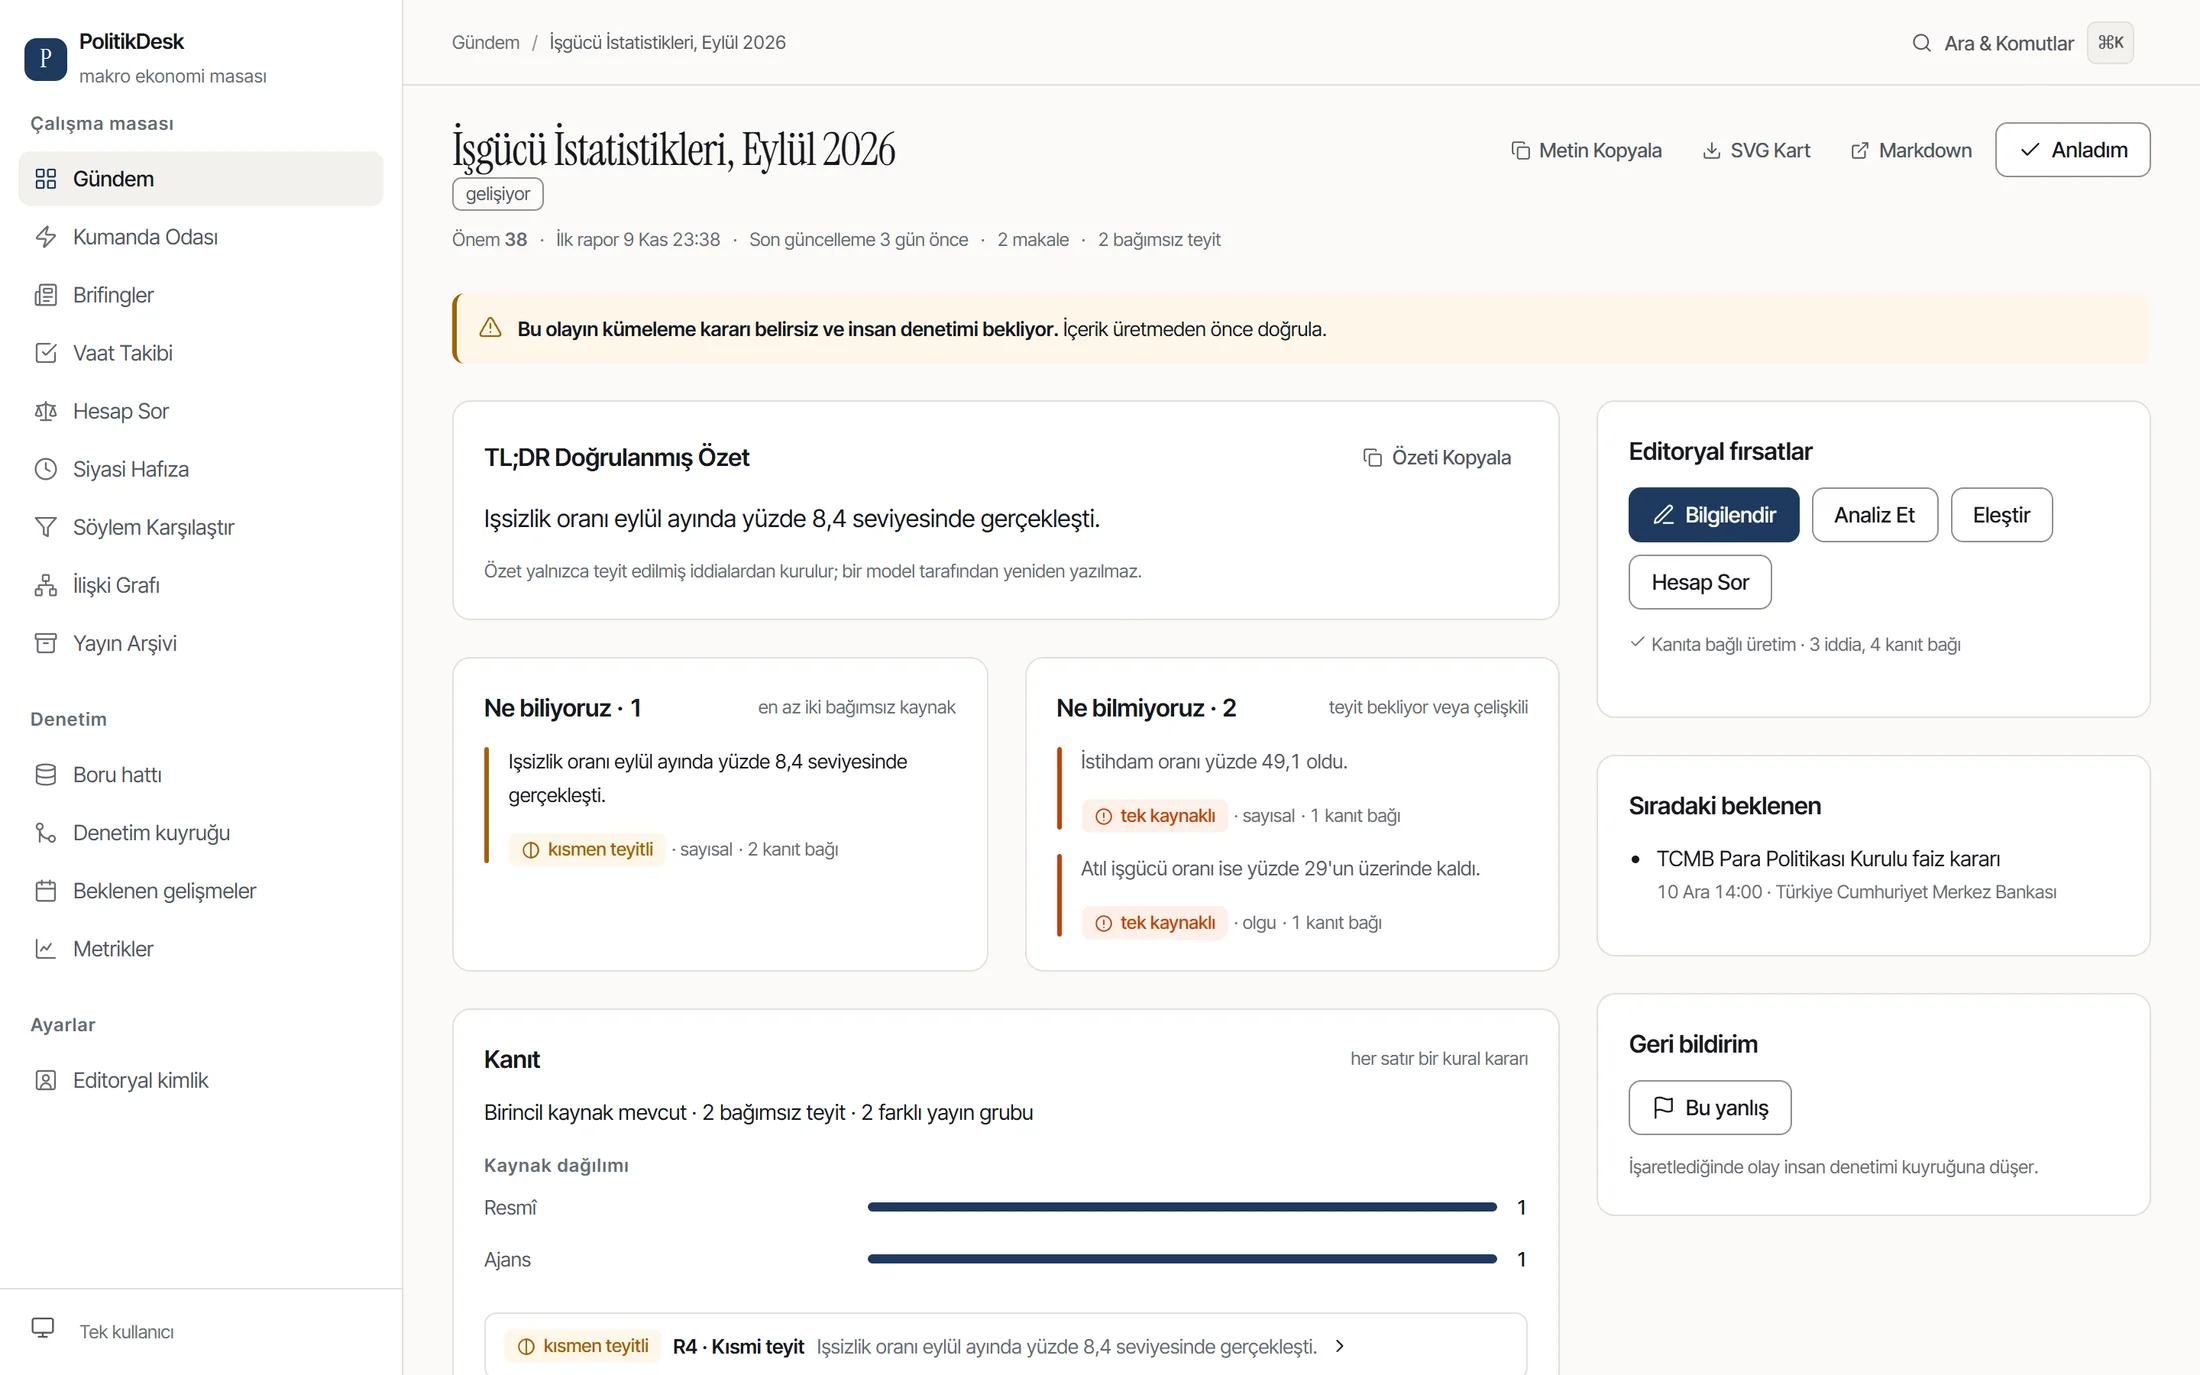 P
PolitikDesk
makro ekonomi masası
Çalışma masası
Gündem
Kumanda Odası
Brifingler
Vaat Takibi
Hesap Sor
Siyasi Hafıza
Söylem Karşılaştır
İlişki Grafı
Yayın Arşivi
Denetim
Boru hattı
Denetim kuyruğu
Beklenen gelişmeler
Metrikler
Ayarlar
Editoryal kimlik
Tek kullanıcı
Gündem / İşgücü İstatistikleri, Eylül 2026
Ara & Komutlar ⌘K
İşgücü İstatistikleri, Eylül 2026
gelişiyor
Metin Kopyala
SVG Kart
Markdown
Anladım
Önem 38 · İlk rapor 9 Kas 23:38 · Son güncelleme 3 gün önce · 2 makale · 2 bağımsız teyit
Bu olayın kümeleme kararı belirsiz ve insan denetimi bekliyor. İçerik üretmeden önce doğrula.
TL;DR Doğrulanmış Özet
Özeti Kopyala
Işsizlik oranı eylül ayında yüzde 8,4 seviyesinde gerçekleşti.
Özet yalnızca teyit edilmiş iddialardan kurulur; bir model tarafından yeniden yazılmaz.
Ne biliyoruz · 1
en az iki bağımsız kaynak
Işsizlik oranı eylül ayında yüzde 8,4 seviyesinde
gerçekleşti.
kısmen teyitli · sayısal · 2 kanıt bağı
Ne bilmiyoruz · 2
teyit bekliyor veya çelişkili
İstihdam oranı yüzde 49,1 oldu.
tek kaynaklı · sayısal · 1 kanıt bağı
Atıl işgücü oranı ise yüzde 29'un üzerinde kaldı.
tek kaynaklı · olgu · 1 kanıt bağı
Kanıt
her satır bir kural kararı
Birincil kaynak mevcut · 2 bağımsız teyit · 2 farklı yayın grubu
Kaynak dağılımı
Resmî 1
Ajans 1
kısmen teyitli R4 · Kısmi teyit Işsizlik oranı eylül ayında yüzde 8,4 seviyesinde gerçekleşti.
Editoryal fırsatlar
Bilgilendir
Analiz Et
Eleştir
Hesap Sor
Kanıta bağlı üretim · 3 iddia, 4 kanıt bağı
Sıradaki beklenen
• TCMB Para Politikası Kurulu faiz kararı
10 Ara 14:00 · Türkiye Cumhuriyet Merkez Bankası
Geri bildirim
Bu yanlış
İşaretlediğinde olay insan denetimi kuyruğuna düşer.